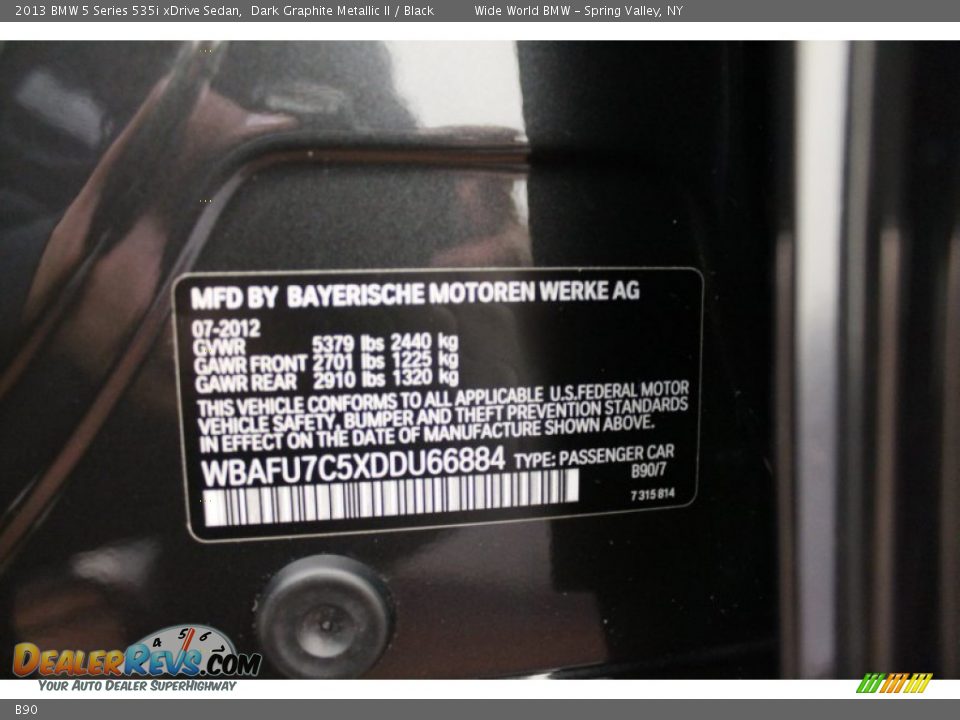 2013 BMW 5 Series 535i xDrive Sedan, Dark Graphite Metallic II / Black Wide World BMW – Spring Valley, NY
MFD BY BAYERISCHE MOTOREN WERKE AG
07-2012
GVWR 5379 lbs 2440 kg
GAWR FRONT 2701 lbs 1225 kg
GAWR REAR 2910 lbs 1320 kg
THIS VEHICLE CONFORMS TO ALL APPLICABLE U.S.FEDERAL MOTOR
VEHICLE SAFETY, BUMPER AND THEFT PREVENTION STANDARDS
IN EFFECT ON THE DATE OF MANUFACTURE SHOWN ABOVE.
WBAFU7C5XDDU66884 TYPE: PASSENGER CAR
B90/7
7 315 814
4 5 6
DEALERREVS.COM
YOUR AUTO DEALER SUPERHIGHWAY
B90